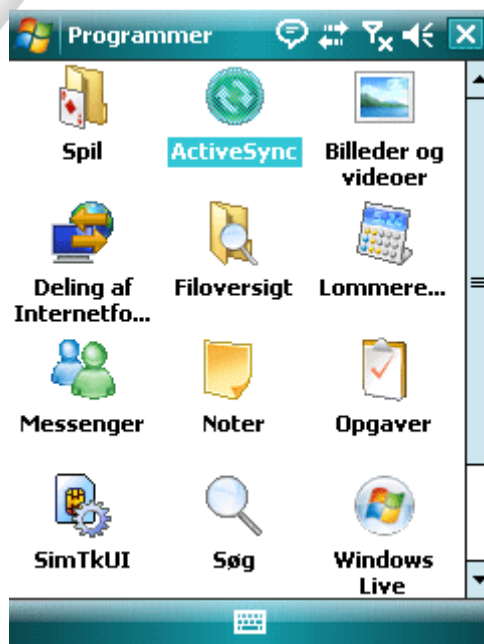 Programmer
Spil
ActiveSync
Billeder og
videoer
Deling af
Internetfo...
Filoversigt
Lommere...
Messenger
Noter
Opgaver
SimTkUI
Søg
Windows
Live